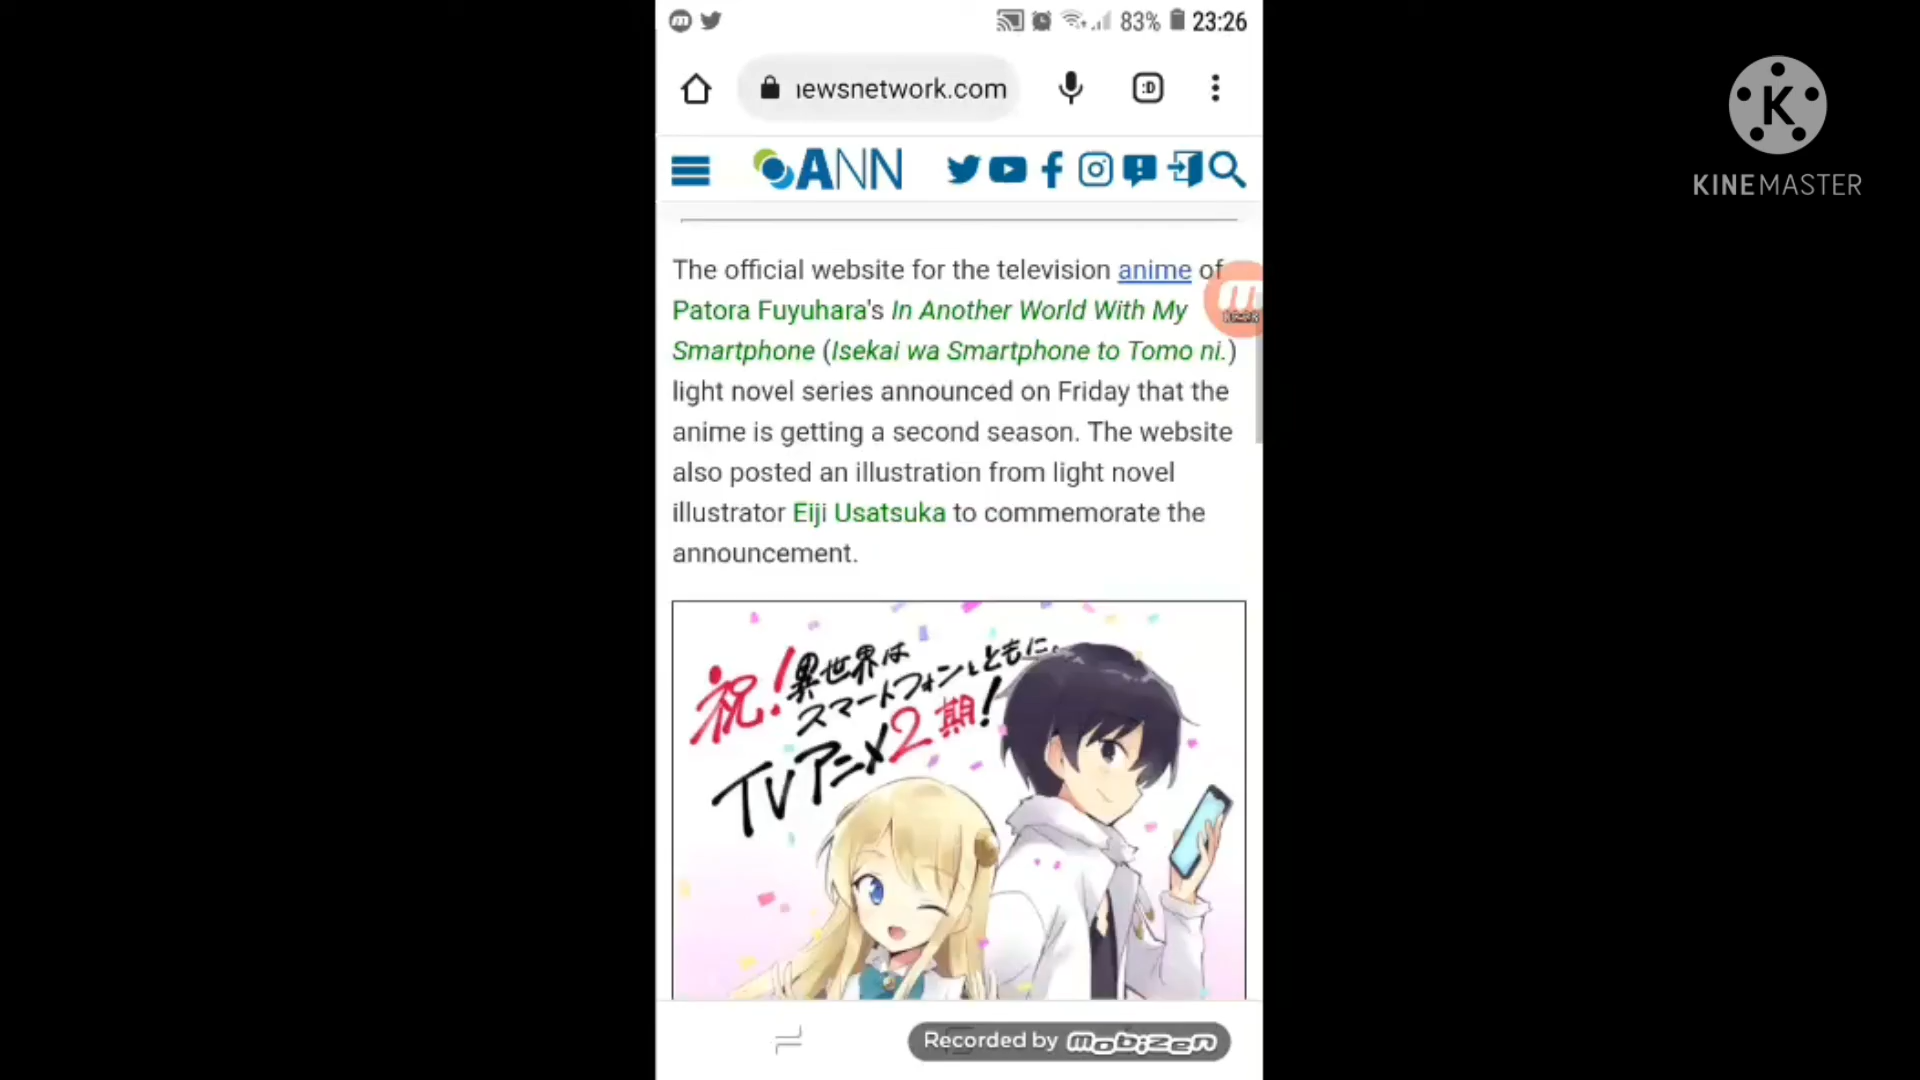 83% 23:26
ewsnetwork.com
:D
ANN
K
KINEMASTER
The official website for the television anime of
Patora Fuyuhara's In Another World With My
Smartphone (Isekai wa Smartphone to Tomo ni.)
light novel series announced on Friday that the
anime is getting a second season. The website
also posted an illustration from light novel
illustrator Eiji Usatsuka to commemorate the
announcement.
祝!異世界は
スマートフォンとともに。
TVアニメ2期!
Recorded by mobizen